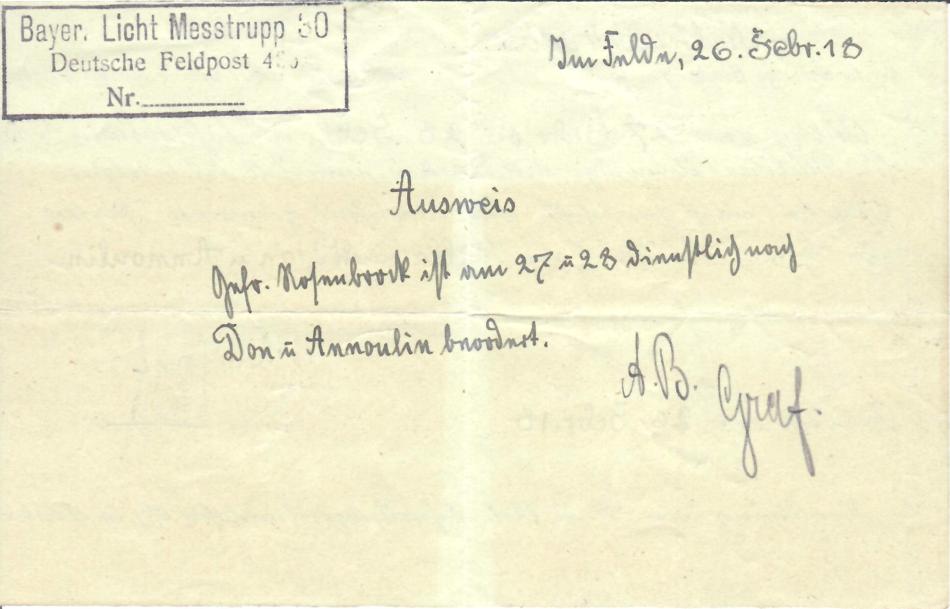 Bayer. Licht Messtrupp
Deutsche Feldpost
Nr.
Im Felde, 26. Febr. 18
Ausweis
Gefr. Rosenbrock ist am 27 u 28 dienstlich nach
Don u Annoulin beordert.
A.B. Graf.